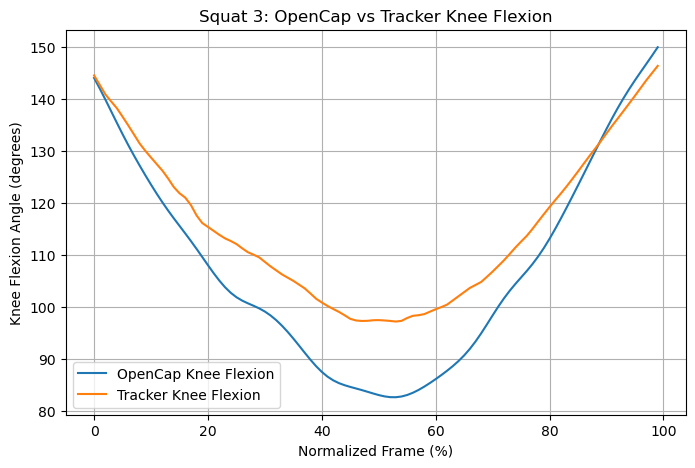 Squat 3: OpenCap vs Tracker Knee Flexion
Knee Flexion Angle (degrees)
150
140
130
120
110
100
90
80
OpenCap Knee Flexion
Tracker Knee Flexion
0 20 40 60 80 100
Normalized Frame (%)